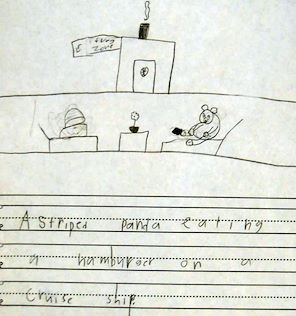 A striped panda eating
a hamburger on a
cruise ship